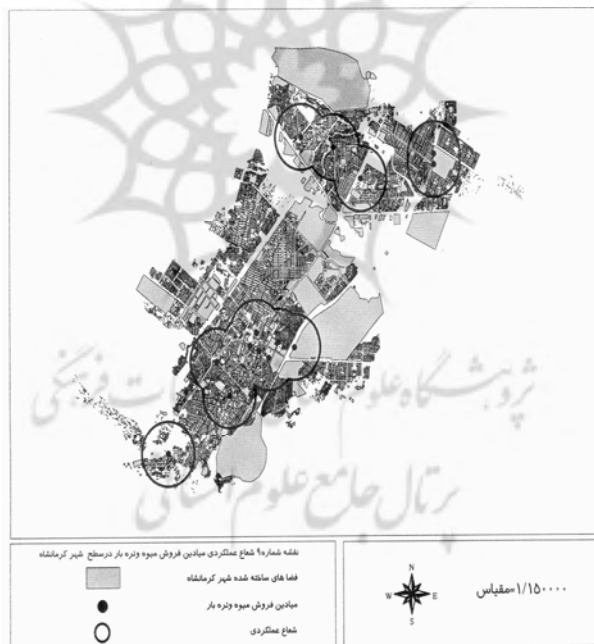 پژوهشگاه علوم انسانی و مطالعات فرهنگی
پرتال جامع علوم انسانی
نقشه شماره۹ شعاع عملکردی میادین فروش میوه وتره بار درسطح شهر کرمانشاه
فضا های ساخته شده شهر کرمانشاه
میادین فروش میوه وتره بار
شعاع عملکردی
N
W E
S
مقیاس=۱/۱۵۰۰۰۰